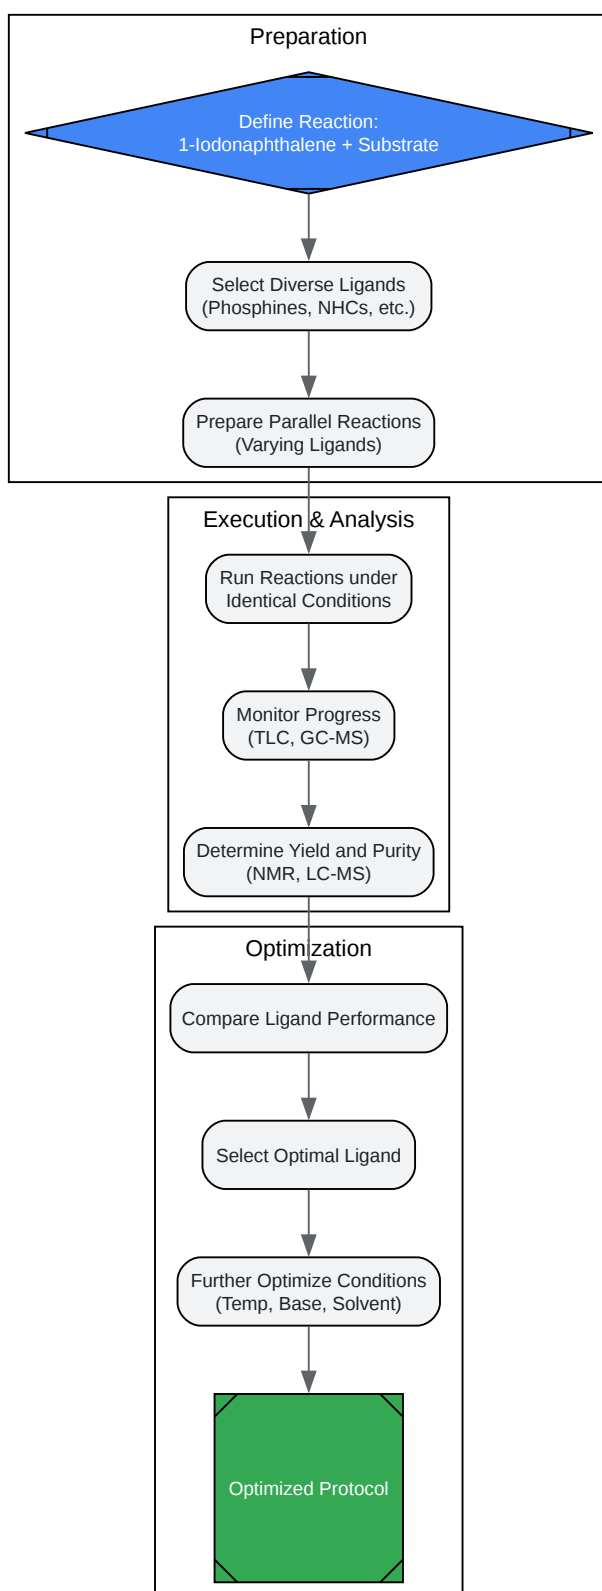 Preparation
Define Reaction:
1-Iodonaphthalene + Substrate
Select Diverse Ligands
(Phosphines, NHCs, etc.)
Prepare Parallel Reactions
(Varying Ligands)
Execution & Analysis
Run Reactions under
Identical Conditions
Monitor Progress
(TLC, GC-MS)
Determine Yield and Purity
(NMR, LC-MS)
Optimization
Compare Ligand Performance
Select Optimal Ligand
Further Optimize Conditions
(Temp, Base, Solvent)
Optimized Protocol